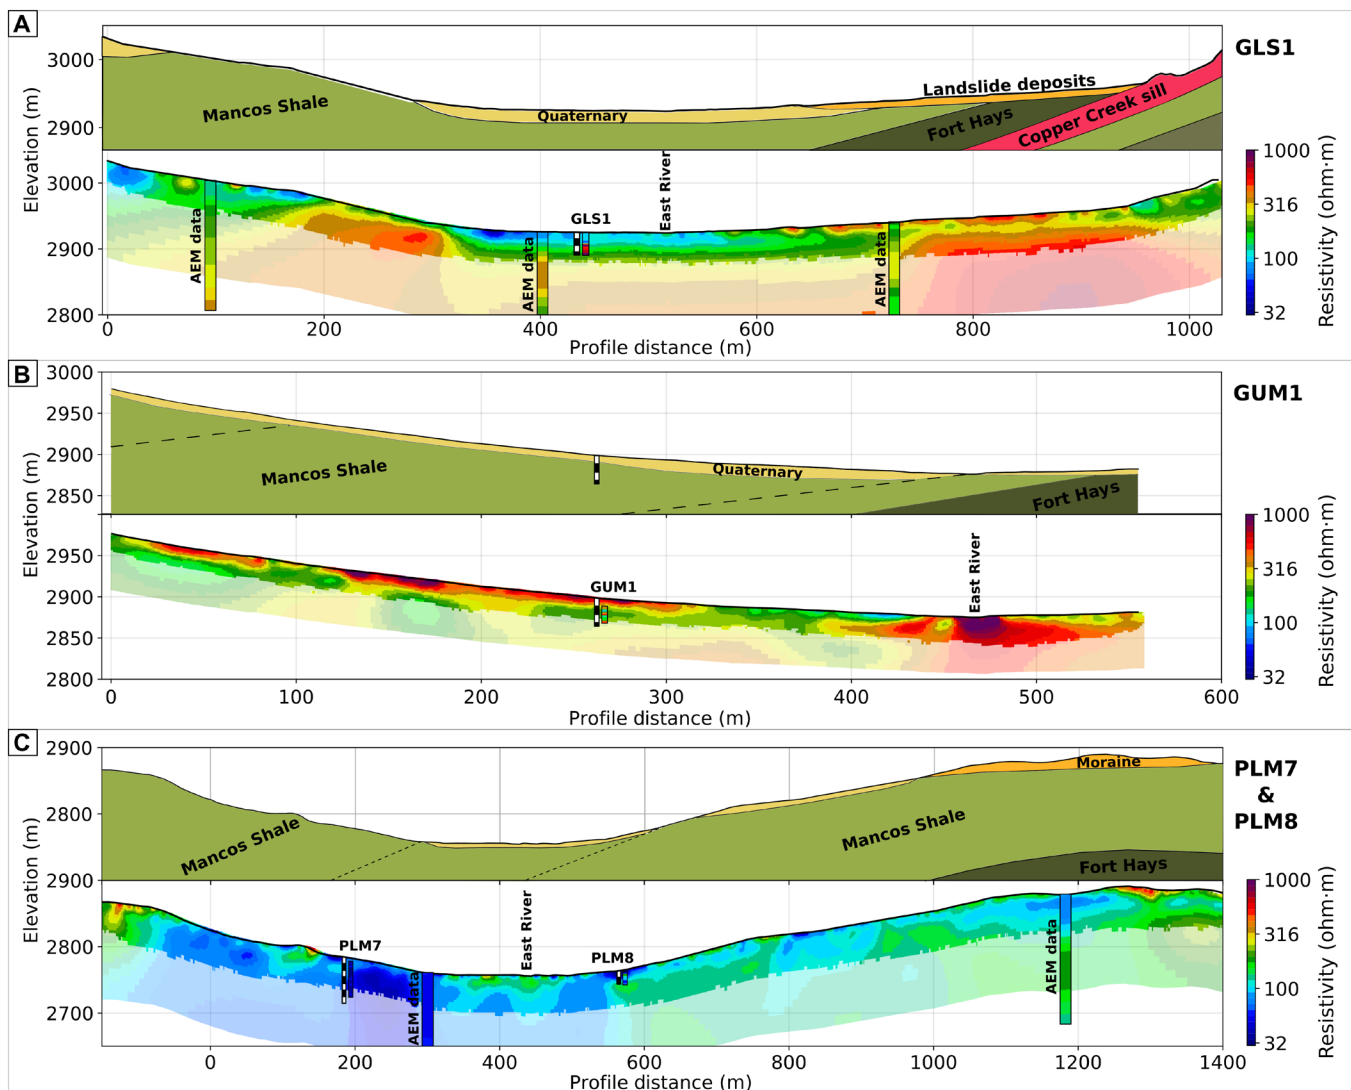 A
GLS1
3000
2900
Elevation (m)
Mancos Shale
Quaternary
Landslide deposits
Fort Hays
Copper Creek sill
3000
2900
2800
AEM data
AEM data
GLS1
East River
AEM data
0
200
400
600
800
1000
Profile distance (m)
1000
316
100
32
Resistivity (ohm·m)
B
GUM1
3000
2950
2900
2850
Elevation (m)
Mancos Shale
Quaternary
Fort Hays
2950
2900
2850
2800
GUM1
East River
0
100
200
300
400
500
600
Profile distance (m)
1000
316
100
32
Resistivity (ohm·m)
C
PLM7
&
PLM8
2900
2800
2900
Elevation (m)
Mancos Shale
Mancos Shale
Moraine
Fort Hays
2800
2700
PLM7
AEM data
East River
PLM8
AEM data
0
200
400
600
800
1000
1200
1400
Profile distance (m)
1000
316
100
32
Resistivity (ohm·m)